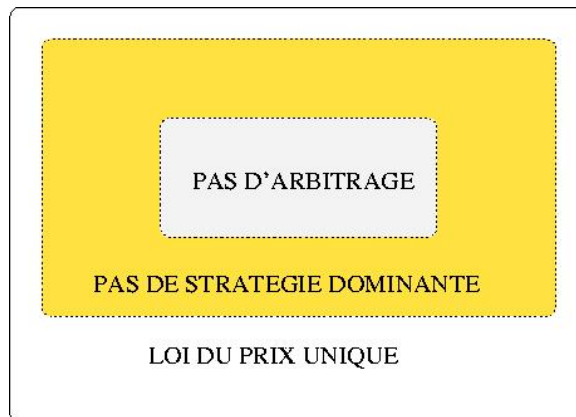 PAS D'ARBITRAGE
PAS DE STRATEGIE DOMINANTE
LOI DU PRIX UNIQUE